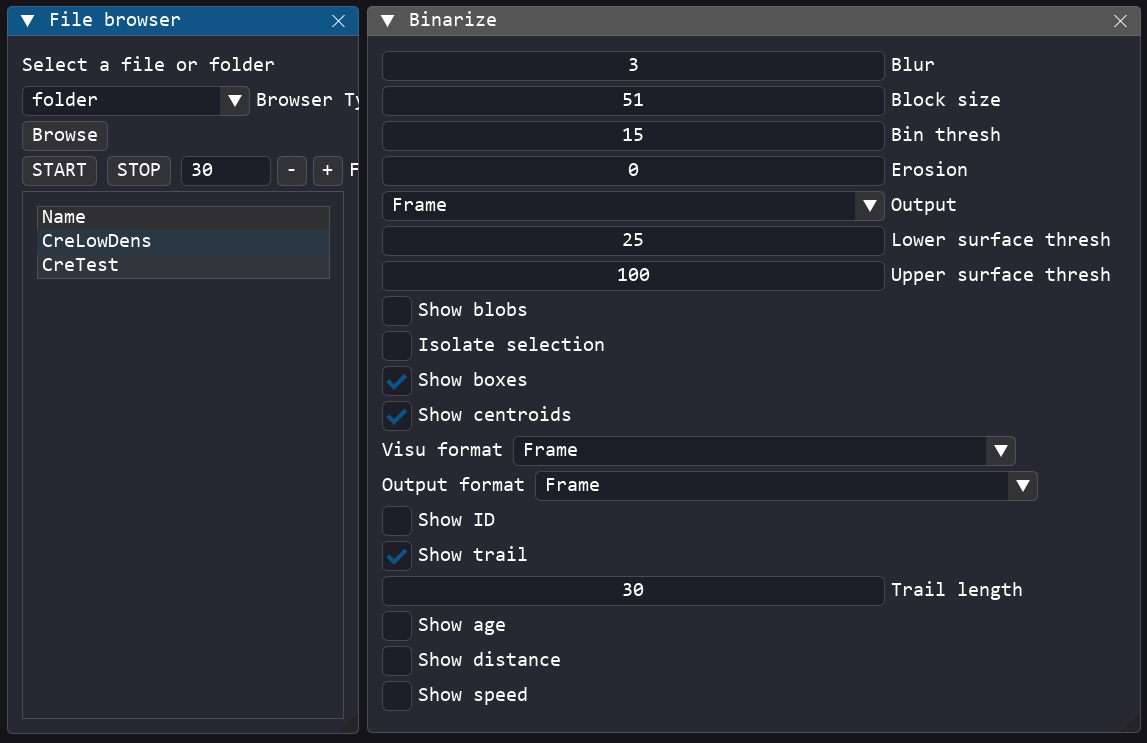 File browser
Select a file or folder
folder
Browser Ty
Browse
START STOP 30 - + F
Name
CreLowDens
CreTest
Binarize
3 Blur
51 Block size
15 Bin thresh
0 Erosion
Frame Output
25 Lower surface thresh
100 Upper surface thresh
Show blobs
Isolate selection
Show boxes
Show centroids
Visu format Frame
Output format Frame
Show ID
Show trail
30 Trail length
Show age
Show distance
Show speed